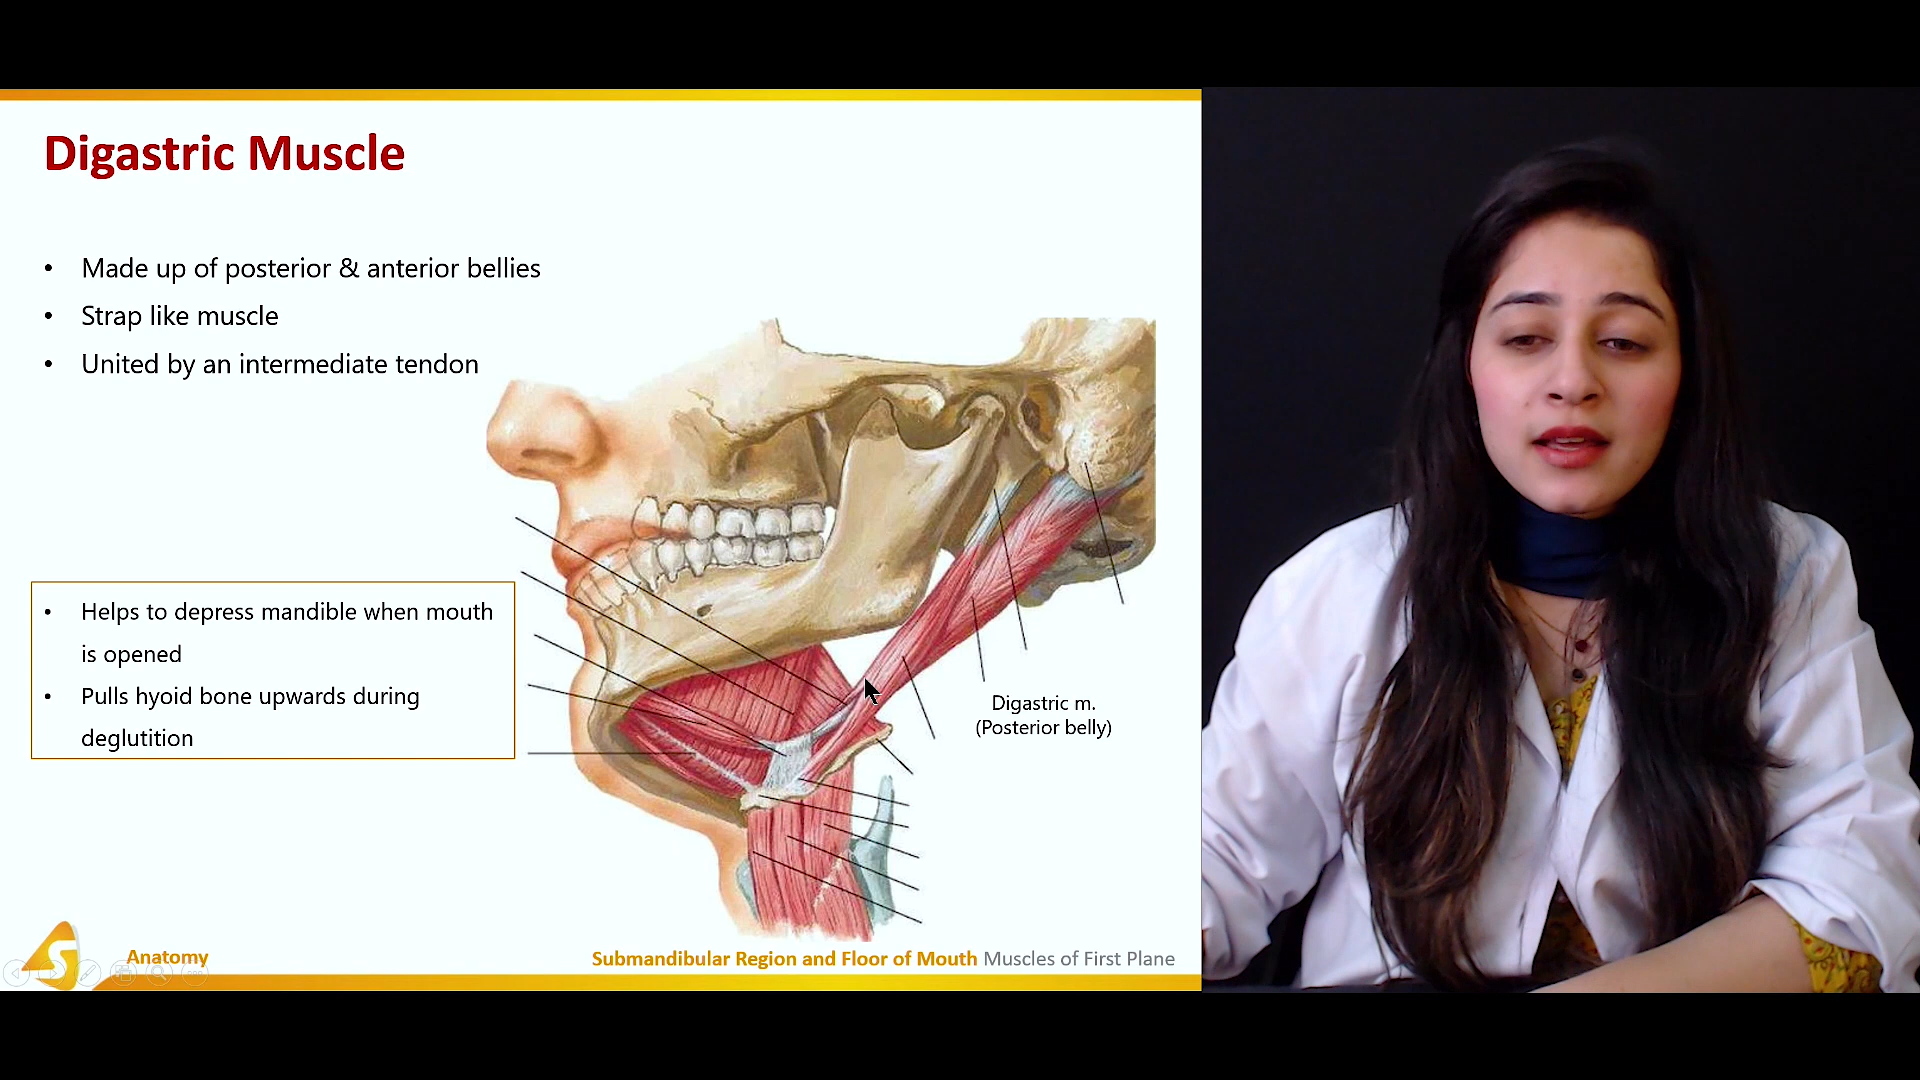 Digastric Muscle
• Made up of posterior & anterior bellies
• Strap like muscle
• United by an intermediate tendon
• Helps to depress mandible when mouth
is opened
• Pulls hyoid bone upwards during
deglutition
Digastric m.
(Posterior belly)
S
Anatomy
Submandibular Region and Floor of Mouth Muscles of First Plane